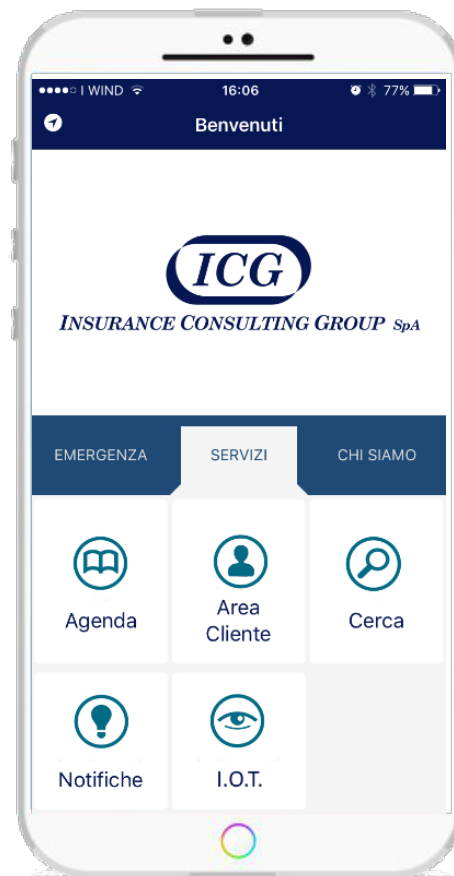 ●●●●○ I WIND 16:06 77%
Benvenuti
ICG
INSURANCE CONSULTING GROUP SpA
EMERGENZA SERVIZI CHI SIAMO
Agenda
Area
Cliente
Cerca
Notifiche
I.O.T.